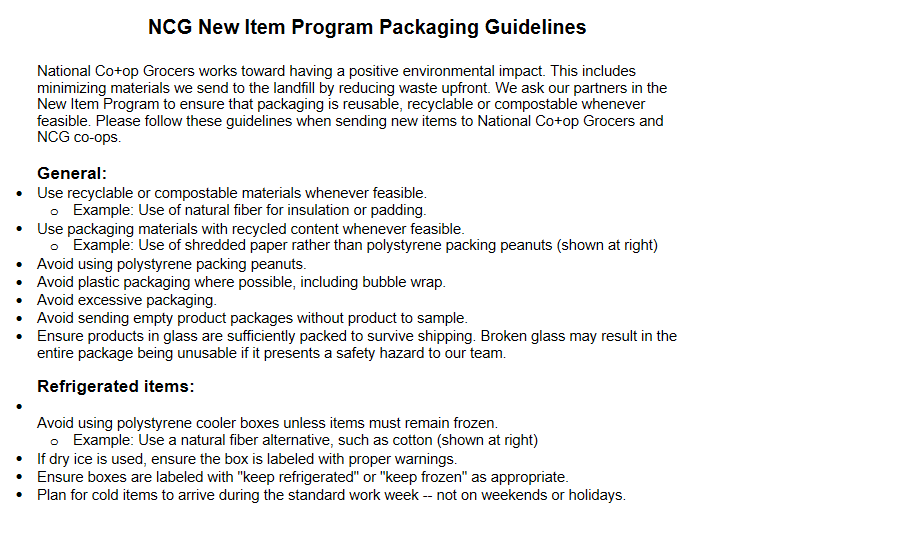 NCG New Item Program Packaging Guidelines
National Co+op Grocers works toward having a positive environmental impact. This includes
minimizing materials we send to the landfill by reducing waste upfront. We ask our partners in the
New Item Program to ensure that packaging is reusable, recyclable or compostable whenever
feasible. Please follow these guidelines when sending new items to National Co+op Grocers and
NCG co-ops.
General:
• Use recyclable or compostable materials whenever feasible.
o Example: Use of natural fiber for insulation or padding.
• Use packaging materials with recycled content whenever feasible.
o Example: Use of shredded paper rather than polystyrene packing peanuts (shown at right)
• Avoid using polystyrene packing peanuts.
• Avoid plastic packaging where possible, including bubble wrap.
• Avoid excessive packaging.
• Avoid sending empty product packages without product to sample.
• Ensure products in glass are sufficiently packed to survive shipping. Broken glass may result in the
entire package being unusable if it presents a safety hazard to our team.
Refrigerated items:
•
Avoid using polystyrene cooler boxes unless items must remain frozen.
o Example: Use a natural fiber alternative, such as cotton (shown at right)
• If dry ice is used, ensure the box is labeled with proper warnings.
• Ensure boxes are labeled with "keep refrigerated" or "keep frozen" as appropriate.
• Plan for cold items to arrive during the standard work week -- not on weekends or holidays.